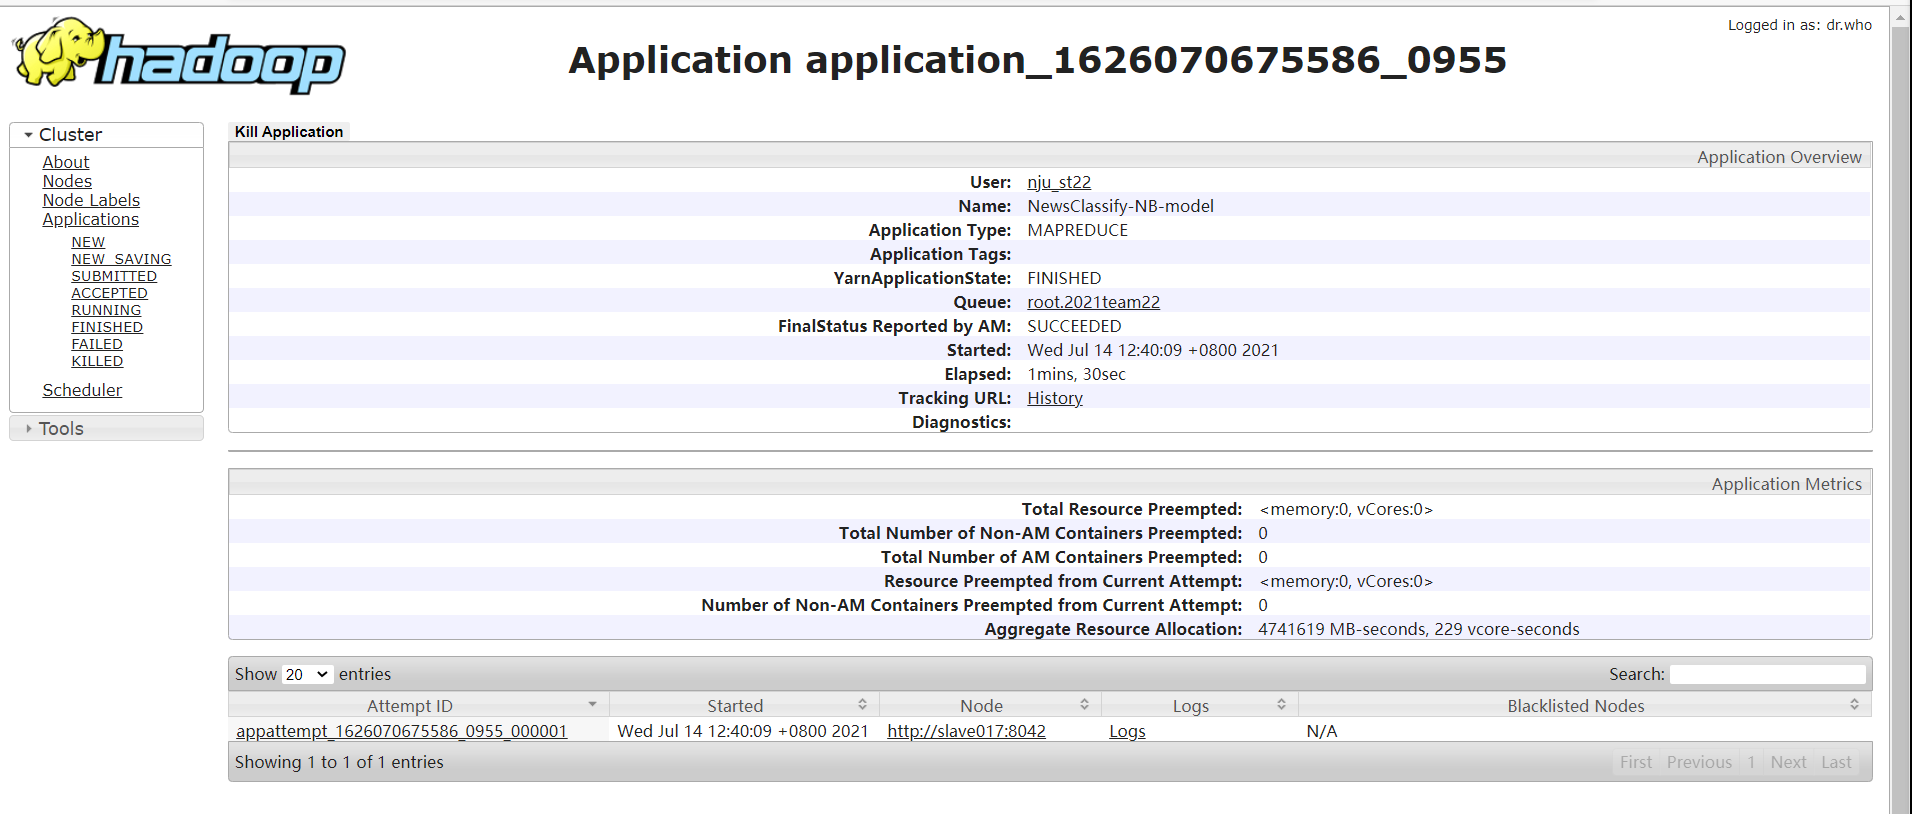 Logged in as: dr.who
hadoop
Application application_1626070675586_0955
Cluster
About
Nodes
Node Labels
Applications
NEW
NEW_SAVING
SUBMITTED
ACCEPTED
RUNNING
FINISHED
FAILED
KILLED
Scheduler
Tools
Kill Application
Application Overview
User: nju_st22
Name: NewsClassify-NB-model
Application Type: MAPREDUCE
Application Tags:
YarnApplicationState: FINISHED
Queue: root.2021team22
FinalStatus Reported by AM: SUCCEEDED
Started: Wed Jul 14 12:40:09 +0800 2021
Elapsed: 1mins, 30sec
Tracking URL: History
Diagnostics:
Application Metrics
Total Resource Preempted: <memory:0, vCores:0>
Total Number of Non-AM Containers Preempted: 0
Total Number of AM Containers Preempted: 0
Resource Preempted from Current Attempt: <memory:0, vCores:0>
Number of Non-AM Containers Preempted from Current Attempt: 0
Aggregate Resource Allocation: 4741619 MB-seconds, 229 vcore-seconds
Show 20 entries Search:
Attempt ID Started Node Logs Blacklisted Nodes
appattempt_1626070675586_0955_000001 Wed Jul 14 12:40:09 +0800 2021 http://slave017:8042 Logs N/A
Showing 1 to 1 of 1 entries First Previous 1 Next Last